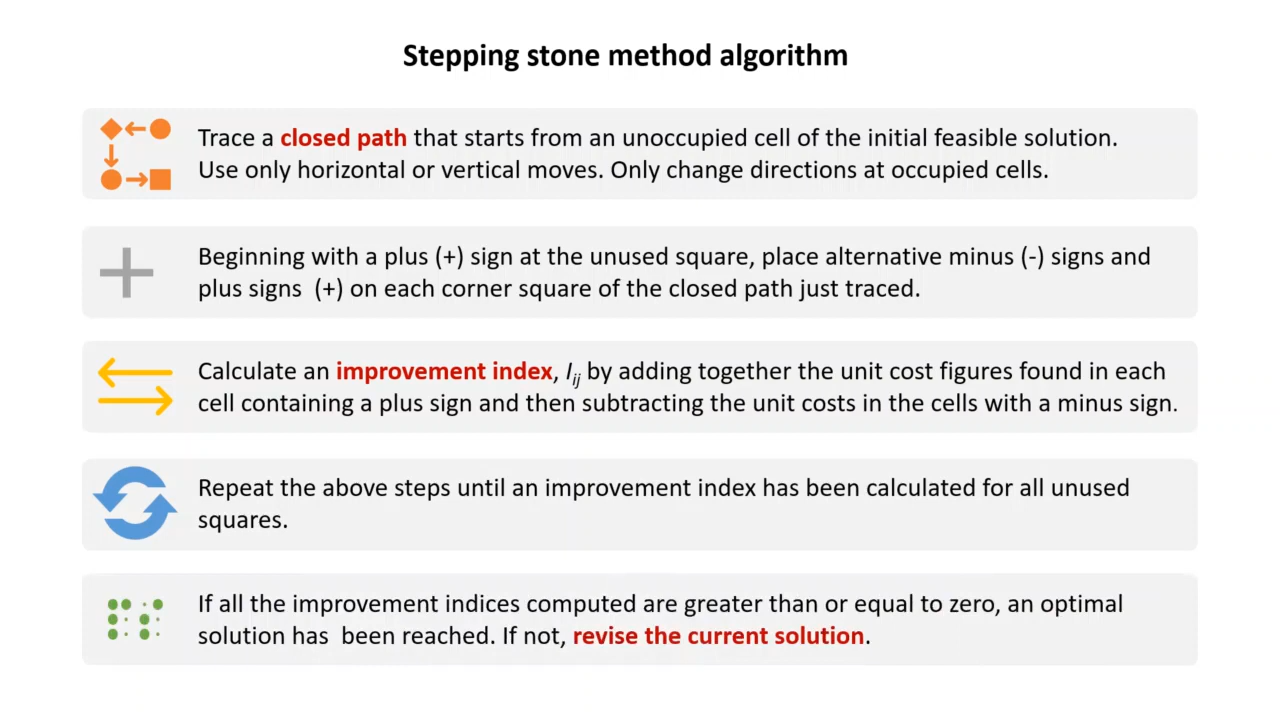 Stepping stone method algorithm
Trace a closed path that starts from an unoccupied cell of the initial feasible solution.
Use only horizontal or vertical moves. Only change directions at occupied cells.
Beginning with a plus (+) sign at the unused square, place alternative minus (-) signs and
plus signs  (+) on each corner square of the closed path just traced.
Calculate an improvement index, Iij by adding together the unit cost figures found in each
cell containing a plus sign and then subtracting the unit costs in the cells with a minus sign.
Repeat the above steps until an improvement index has been calculated for all unused
squares.
If all the improvement indices computed are greater than or equal to zero, an optimal
solution has  been reached. If not, revise the current solution.